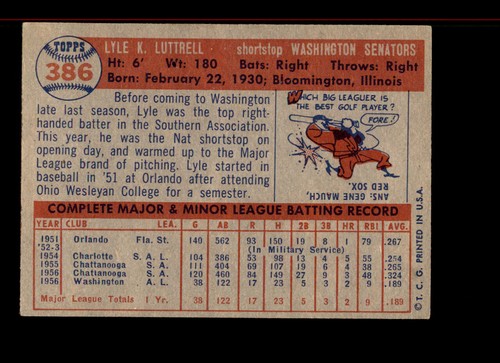 TOPPS
386
LYLE K. LUTTRELL : shortstop WASHINGTON SENATORS
Ht: 6' Wt: 180 Bats: Right Throws: Right
Born: February 22, 1930; Bloomington, Illinois
Before coming to Washington
late last season, Lyle was the top right-
handed batter in the Southern Association.
This year, he was the Nat shortstop on
opening day, and warmed up to the Major
League brand of pitching. Lyle started in
baseball in '51 at Orlando after attending
Ohio Wesleyan College for a semester.
WHICH BIG LEAGUER IS
THE BEST GOLF PLAYER?
FORE!
ANS: GENE MAUCH,
RED SOX.
COMPLETE MAJOR & MINOR LEAGUE BATTING RECORD
YEAR CLUB LEA. G AB R H 2B 3B HR RBI AVG.
1951 Orlando Fla. St. 140 562 93 150 18 9 1 79 .267
'52-3 (In Military Service)
1954 Charlotte S. A. L. 104 386 53 98 13 4 5 55 .254
1955 Chattanooga S. A. 115 419 54 111 15 6 4 38 .265
1956 Chattanooga S. A. 120 460 84 149 27 9 3 48 .324
1956 Washington A. L. 38 122 17 23 5 3 2 9 .189
Major League Totals 1 Yr. 38 122 17 23 5 3 2 9 .189
© T. C. G. PRINTED IN U.S.A.